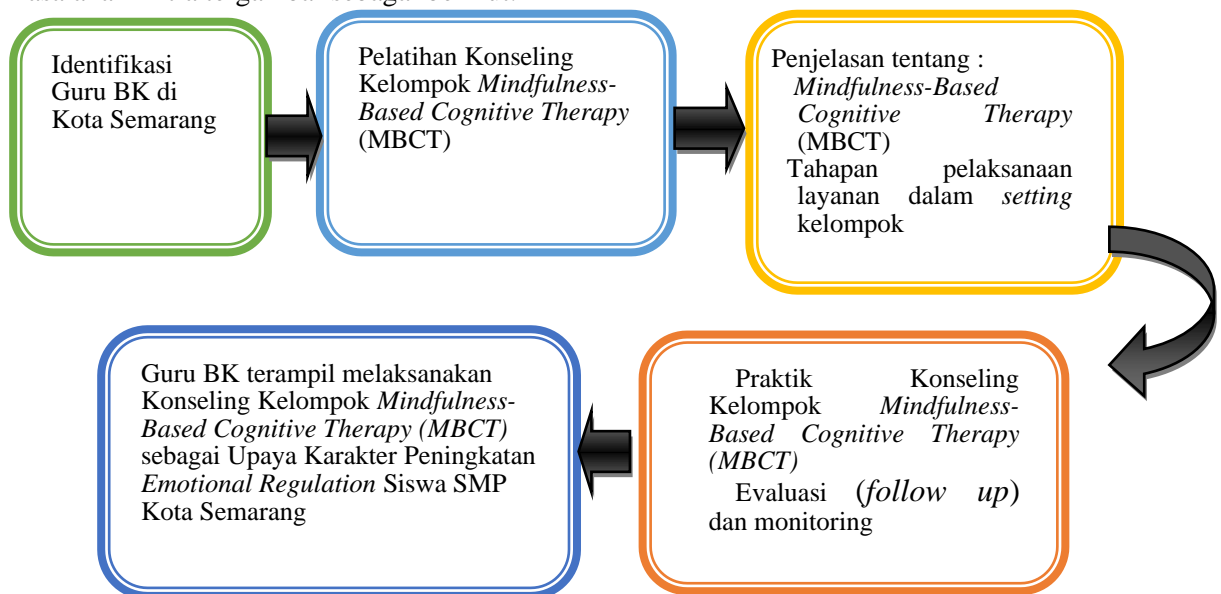 Identifikasi
Guru BK di
Kota Semarang
Pelatihan Konseling
Kelompok Mindfulness-
Based Cognitive Therapy
(MBCT)
Penjelasan tentang :
Mindfulness-Based
Cognitive Therapy
(MBCT)
Tahapan pelaksanaan
layanan dalam setting
kelompok
Guru BK terampil melaksanakan
Konseling Kelompok Mindfulness-
Based Cognitive Therapy (MBCT)
sebagai Upaya Karakter Peningkatan
Emotional Regulation Siswa SMP
Kota Semarang
Praktik Konseling
Kelompok Mindfulness-
Based Cognitive Therapy
(MBCT)
Evaluasi (follow up)
dan monitoring